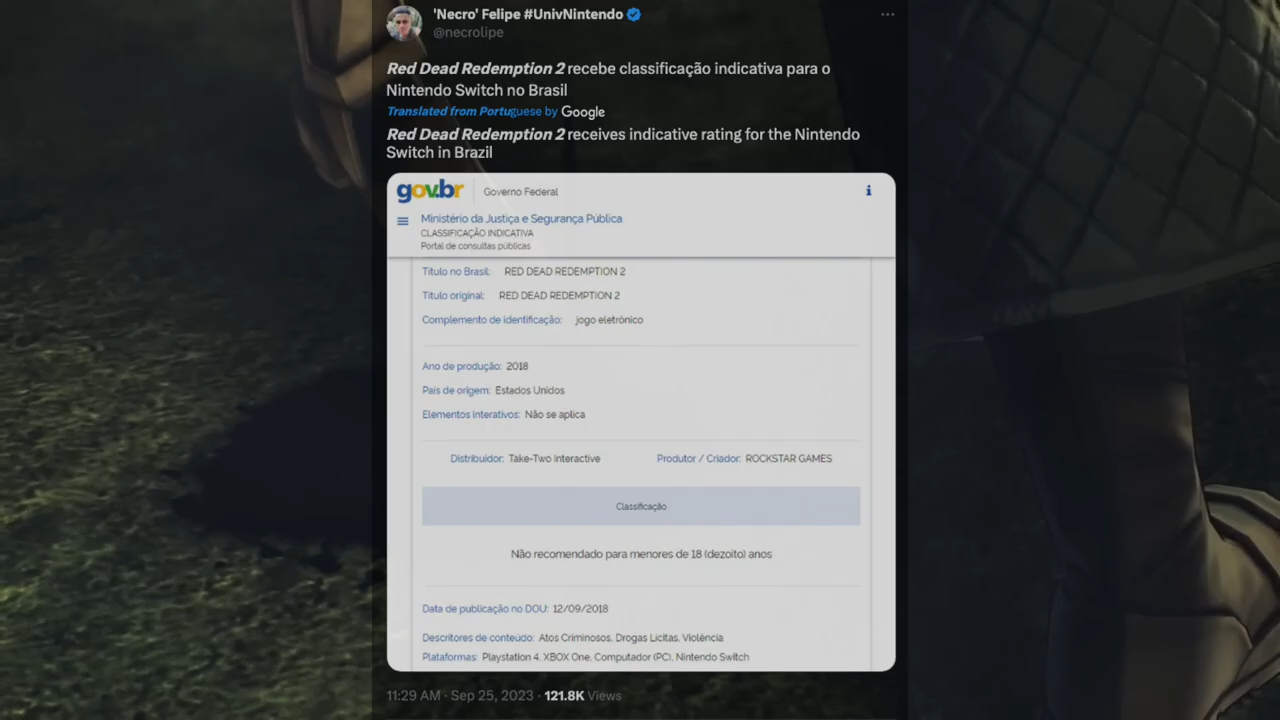 'Necro' Felipe #UnivNintendo
@necrolipe
Red Dead Redemption 2 recebe classificação indicativa para o
Nintendo Switch no Brasil
Translated from Portuguese by Google
Red Dead Redemption 2 receives indicative rating for the Nintendo
Switch in Brazil
gov.br Governo Federal
Ministério da Justiça e Segurança Pública
CLASSIFICAÇÃO INDICATIVA
Portal de consultas públicas
Título no Brasil: RED DEAD REDEMPTION 2
Título original: RED DEAD REDEMPTION 2
Complemento de identificação: jogo eletrônico
Ano de produção: 2018
País de origem: Estados Unidos
Elementos interativos: Não se aplica
Distribuidor: Take-Two Interactive Produtor / Criador: ROCKSTAR GAMES
Classificação
Não recomendado para menores de 18 (dezoito) anos
Data de publicação no DOU: 12/09/2018
Descritores de conteúdo: Atos Criminosos, Drogas Lícitas, Violência
Plataformas: Playstation 4, XBOX One, Computador (PC), Nintendo Switch
11:29 AM · Sep 25, 2023 · 121.8K Views